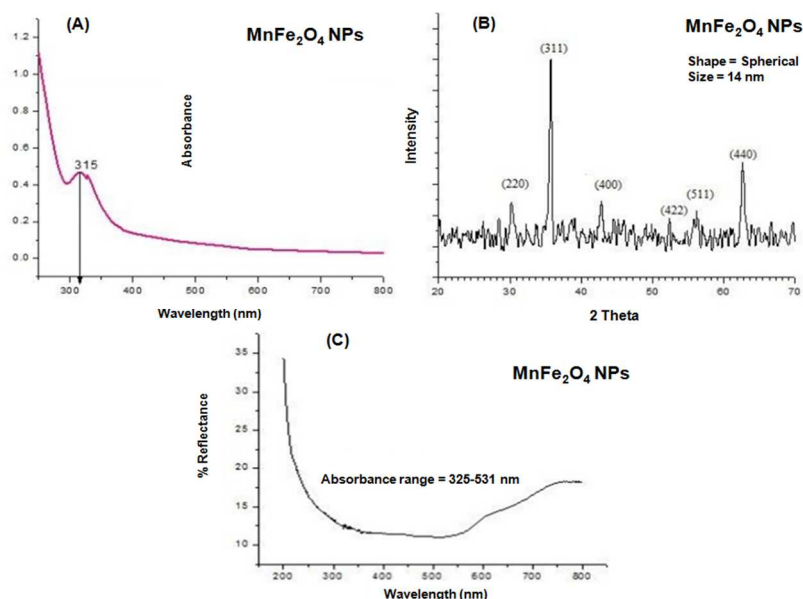 (A)
MnFe₂O₄ NPs
1.2
1.0
0.8
0.6
0.4
0.2
0.0
Absorbance
315
300
400
500
600
700
800
Wavelength (nm)
(B)
MnFe₂O₄ NPs
Shape = Spherical
Size = 14 nm
Intensity
(311)
(220)
(400)
(422)
(511)
(440)
20
30
40
50
60
70
2 Theta
(C)
MnFe₂O₄ NPs
35
30
25
20
15
10
% Reflectance
Absorbance range = 325-531 nm
200
300
400
500
600
700
800
Wavelength (nm)